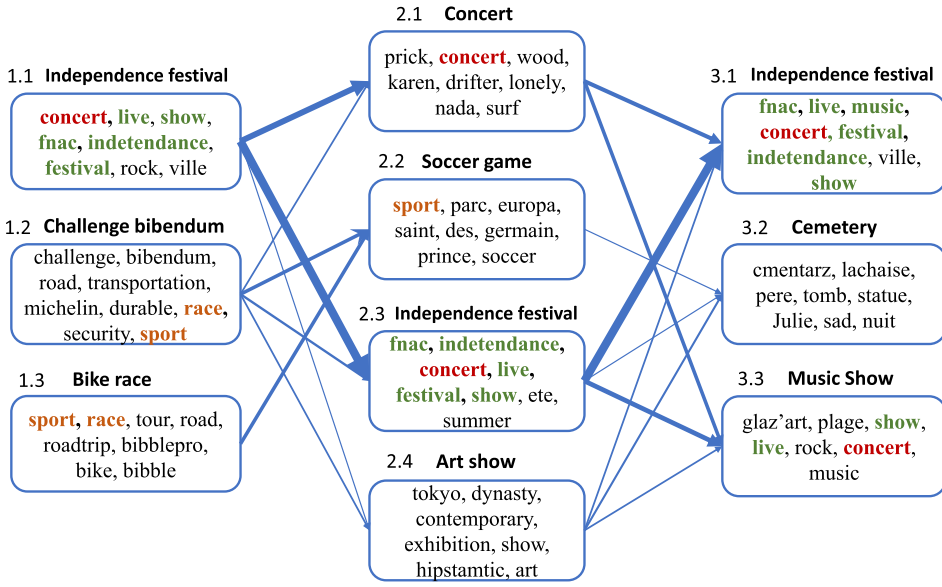 1.1 Independence festival
concert, live, show,
fnac, indetendance,
festival, rock, ville
1.2 Challenge bibendum
challenge, bibendum,
road, transportation,
michelin, durable, race,
security, sport
1.3 Bike race
sport, race, tour, road,
roadtrip, bibblepro,
bike, bibble
2.1 Concert
prick, concert, wood,
karen, drifter, lonely,
nada, surf
2.2 Soccer game
sport, parc, europa,
saint, des, germain,
prince, soccer
2.3 Independence festival
fnac, indetendance,
concert, live,
festival, show, ete,
summer
2.4 Art show
tokyo, dynasty,
contemporary,
exhibition, show,
hipstamtic, art
3.1 Independence festival
fnac, live, music,
concert, festival,
indetendance, ville,
show
3.2 Cemetery
cmentarz, lachaise,
pere, tomb, statue,
Julie, sad, nuit
3.3 Music Show
glaz’art, plage, show,
live, rock, concert,
music